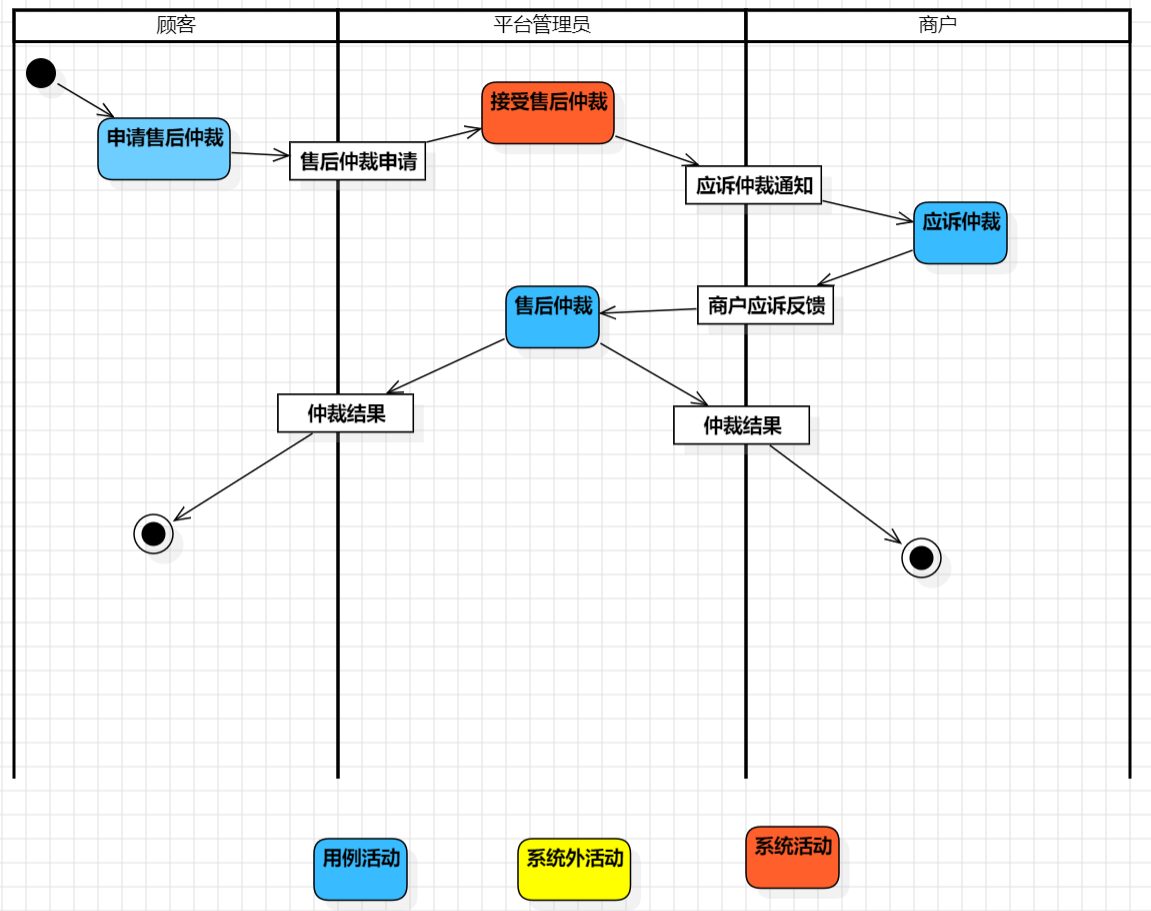 顾客
平台管理员
商户
接受售后仲裁
申请售后仲裁
售后仲裁申请
应诉仲裁通知
应诉仲裁
售后仲裁
商户应诉反馈
仲裁结果
仲裁结果
用例活动
系统外活动
系统活动